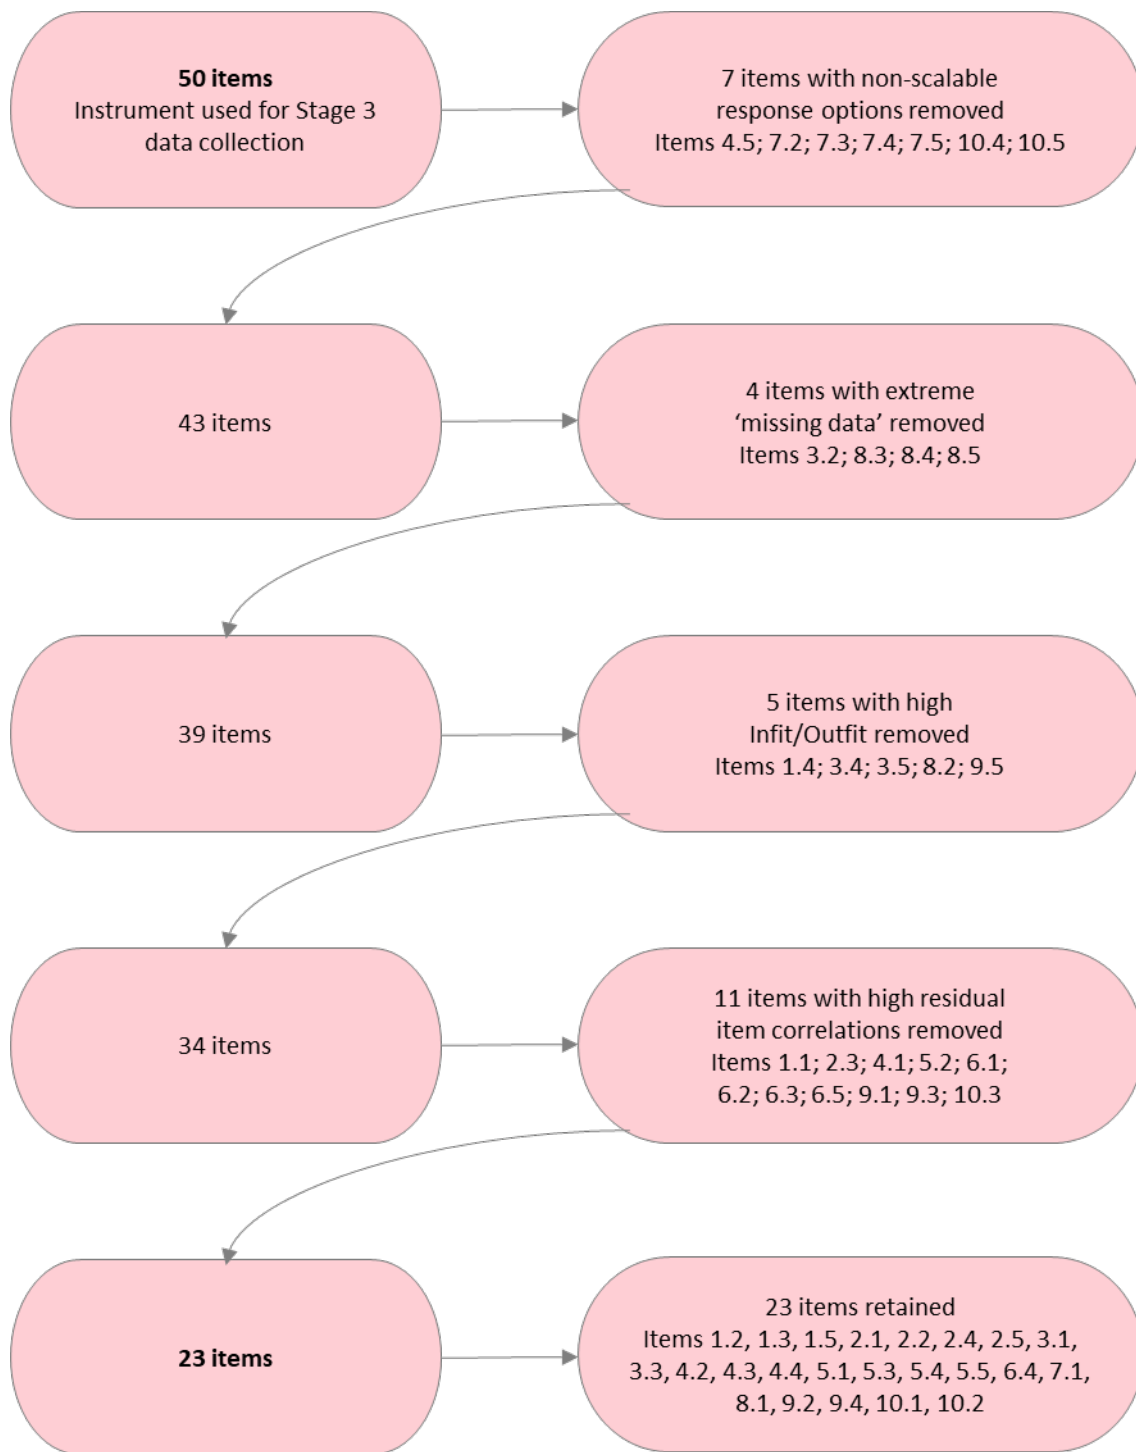 50 items
Instrument used for Stage 3
data collection
7 items with non-scalable
response options removed
Items 4.5; 7.2; 7.3; 7.4; 7.5; 10.4; 10.5
43 items
4 items with extreme
‘missing data’ removed
Items 3.2; 8.3; 8.4; 8.5
39 items
5 items with high
Infit/Outfit removed
Items 1.4; 3.4; 3.5; 8.2; 9.5
34 items
11 items with high residual
item correlations removed
Items 1.1; 2.3; 4.1; 5.2; 6.1;
6.2; 6.3; 6.5; 9.1; 9.3; 10.3
23 items
23 items retained
Items 1.2, 1.3, 1.5, 2.1, 2.2, 2.4, 2.5, 3.1,
3.3, 4.2, 4.3, 4.4, 5.1, 5.3, 5.4, 5.5, 6.4, 7.1,
8.1, 9.2, 9.4, 10.1, 10.2